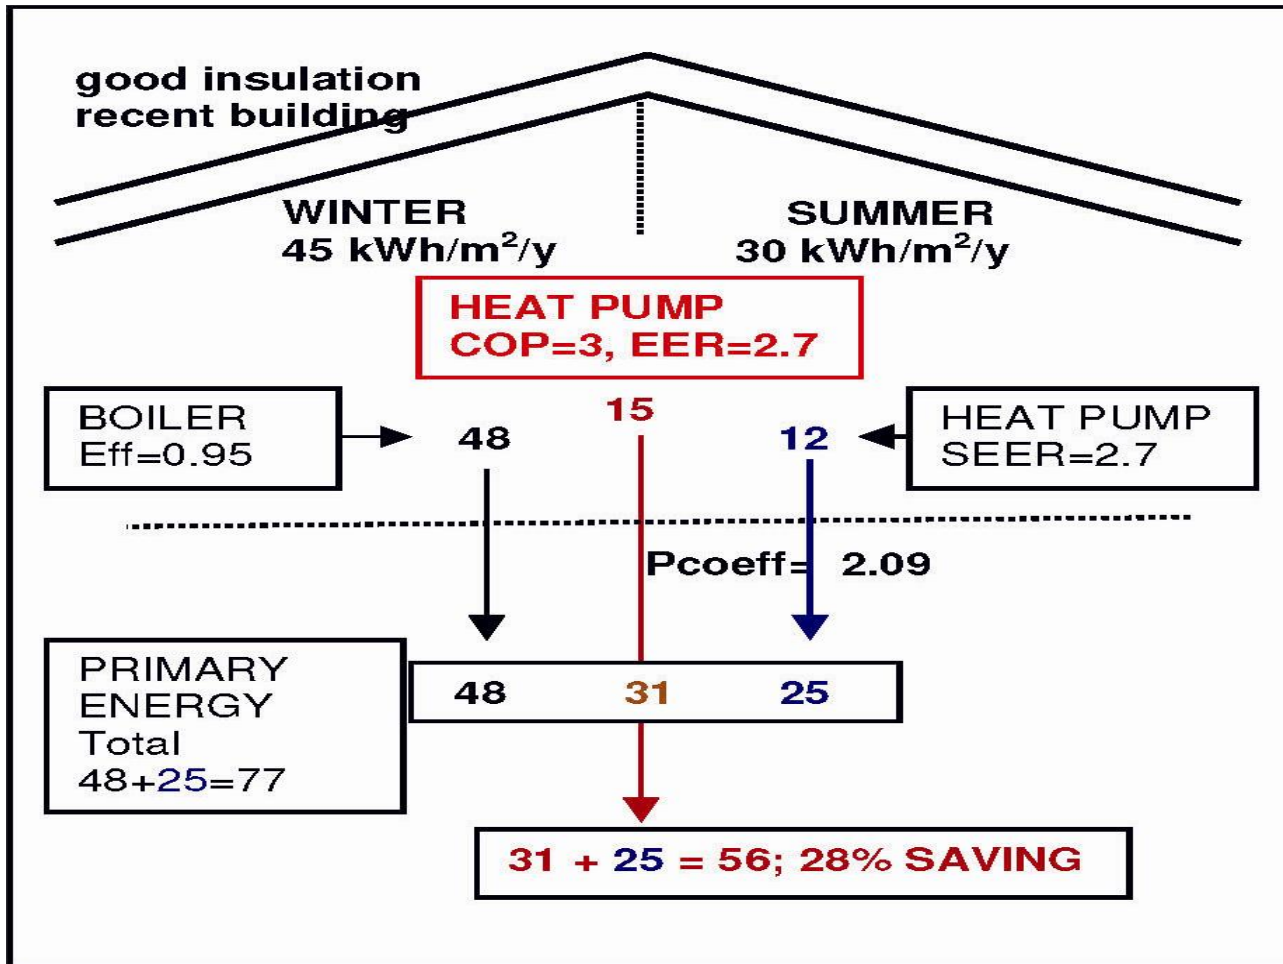 good insulation
recent building
WINTER
45 kWh/m²/y
SUMMER
30 kWh/m²/y
HEAT PUMP
COP=3, EER=2.7
BOILER
Eff=0.95
48
15
12
HEAT PUMP
SEER=2.7
Pcoeff= 2.09
PRIMARY
ENERGY
Total
48+25=77
48 31 25
31 + 25 = 56; 28% SAVING